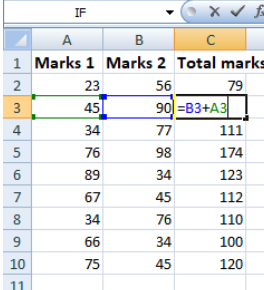 IF
A B C
1 Marks 1 Marks 2 Total marks
2 23 56 79
3 45 90 =B3+A3
4 34 77 111
5 76 98 174
6 89 34 123
7 67 45 112
8 34 76 110
9 66 34 100
10 75 45 120
11